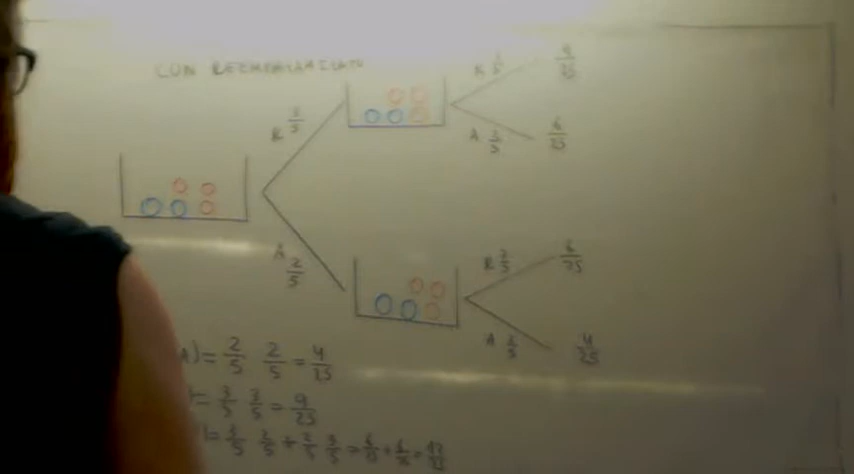 CON REEMPLAZAMIENTO
R 3/5
A 2/5
R 3/5 9/25
A 2/5 6/25
R 3/5 6/25
A 2/5 4/25
A) = 2/5 2/5 = 4/25
) = 3/5 3/5 = 9/25
) = 3/5 2/5 + 2/5 3/5 = 6/25 + 6/25 = 12/25